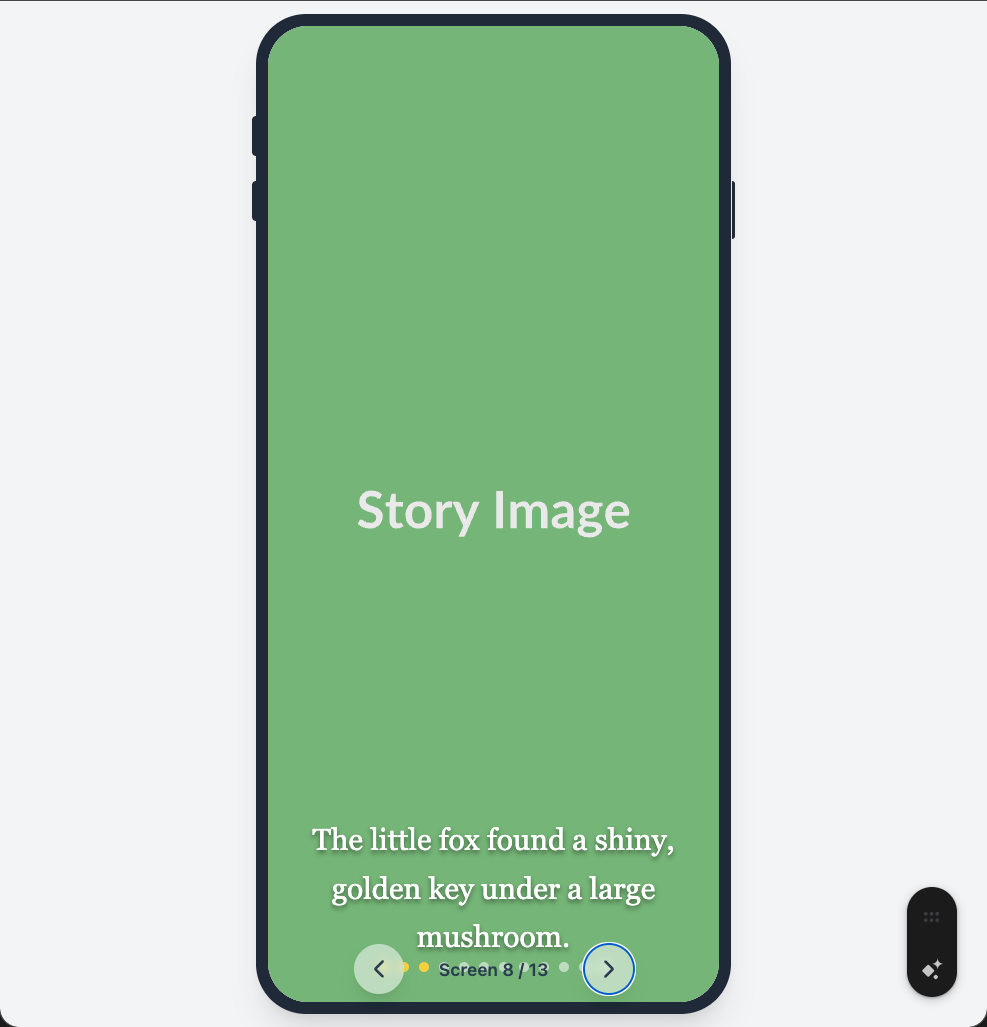 Story Image
The little fox found a shiny,
golden key under a large
mushroom.
Screen 8 / 13